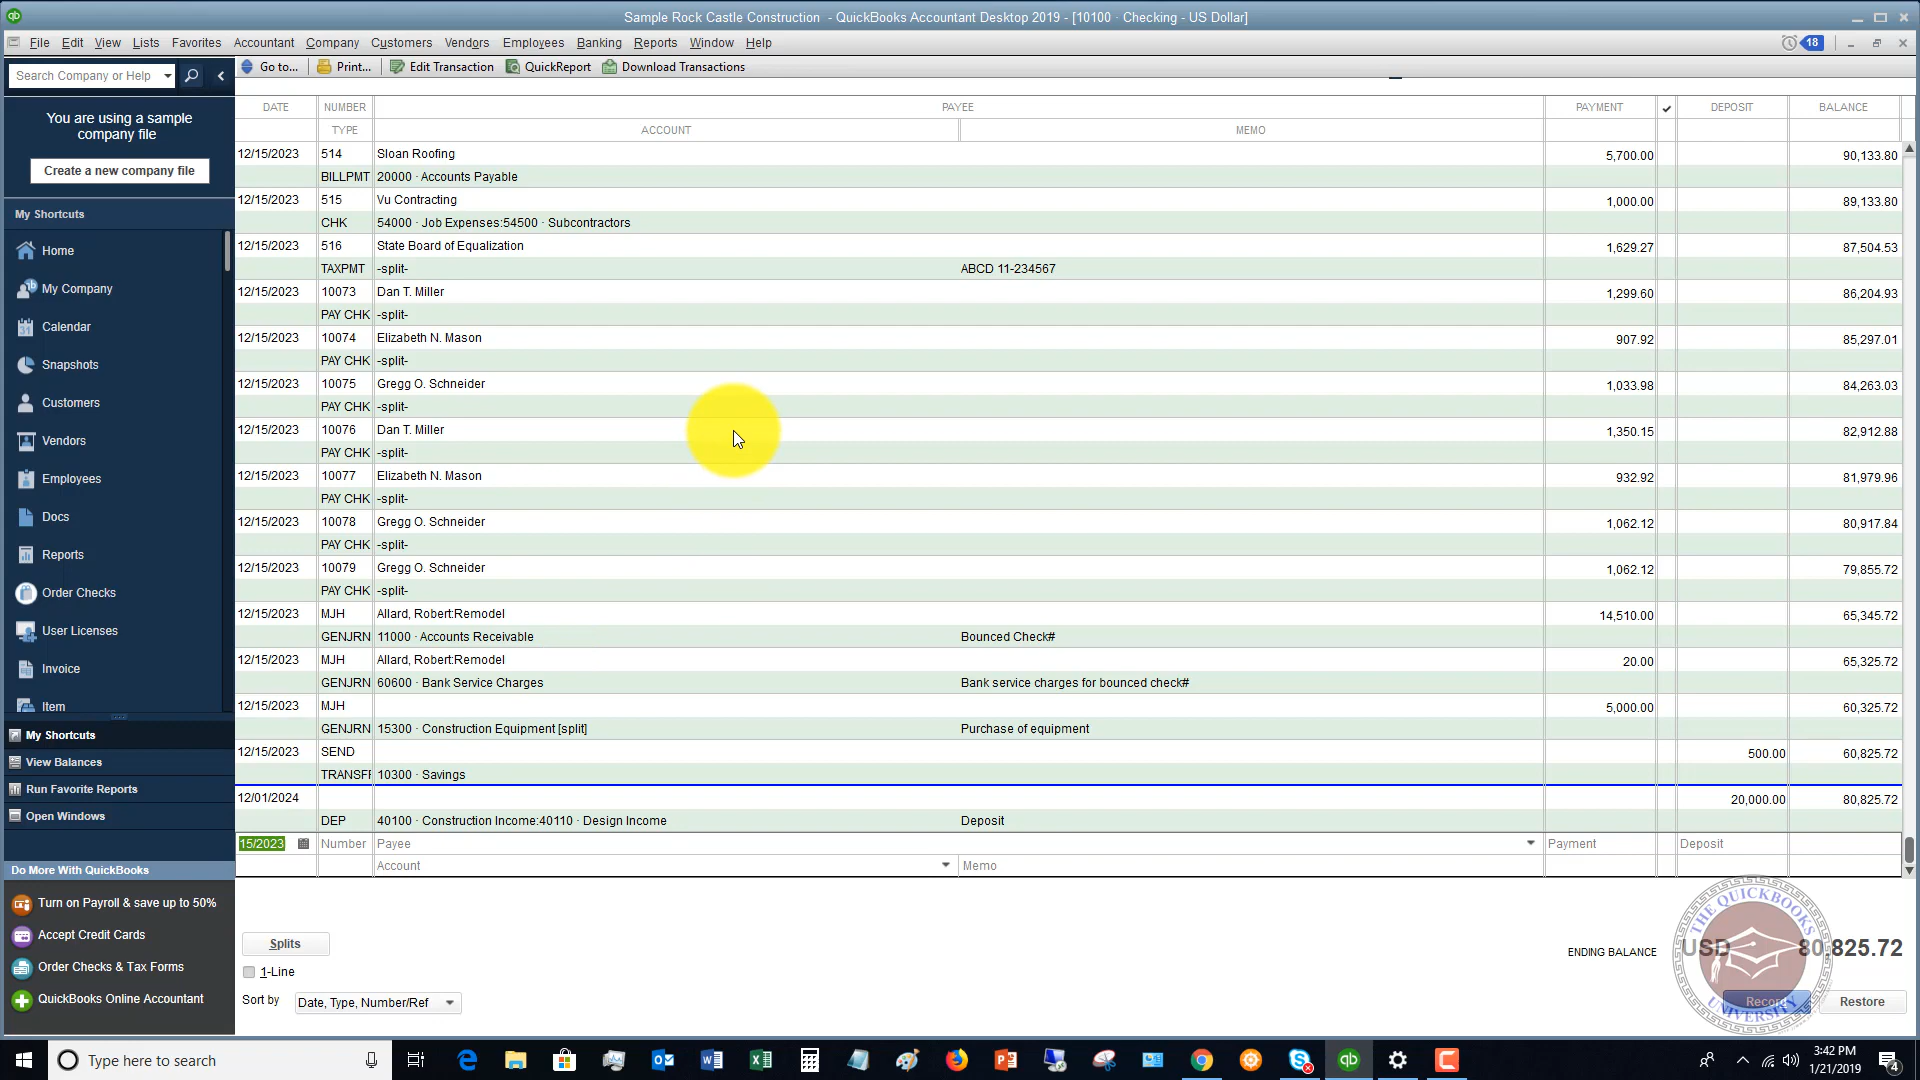 Sample Rock Castle Construction - QuickBooks Accountant Desktop 2019 - [10100 · Checking - US Dollar]
File Edit View Lists Favorites Accountant Company Customers Vendors Employees Banking Reports Window Help 18
Search Company or Help Go to... Print... Edit Transaction QuickReport Download Transactions
You are using a sample company file
Create a new company file
My Shortcuts
Home
My Company
Calendar
Snapshots
Customers
Vendors
Employees
Docs
Reports
Order Checks
User Licenses
Invoice
Item
My Shortcuts
View Balances
Run Favorite Reports
Open Windows
Do More With QuickBooks
Turn on Payroll & save up to 50%
Accept Credit Cards
Order Checks & Tax Forms
QuickBooks Online Accountant
DATE NUMBER PAYEE PAYMENT ✓ DEPOSIT BALANCE
TYPE ACCOUNT MEMO
12/15/2023 514 Sloan Roofing 5,700.00 90,133.80
BILLPMT 20000 · Accounts Payable
12/15/2023 515 Vu Contracting 1,000.00 89,133.80
CHK 54000 · Job Expenses:54500 · Subcontractors
12/15/2023 516 State Board of Equalization 1,629.27 87,504.53
TAXPMT -split- ABCD 11-234567
12/15/2023 10073 Dan T. Miller 1,299.60 86,204.93
PAY CHK -split-
12/15/2023 10074 Elizabeth N. Mason 907.92 85,297.01
PAY CHK -split-
12/15/2023 10075 Gregg O. Schneider 1,033.98 84,263.03
PAY CHK -split-
12/15/2023 10076 Dan T. Miller 1,350.15 82,912.88
PAY CHK -split-
12/15/2023 10077 Elizabeth N. Mason 932.92 81,979.96
PAY CHK -split-
12/15/2023 10078 Gregg O. Schneider 1,062.12 80,917.84
PAY CHK -split-
12/15/2023 10079 Gregg O. Schneider 1,062.12 79,855.72
PAY CHK -split-
12/15/2023 MJH Allard, Robert:Remodel 14,510.00 65,345.72
GENJRN 11000 · Accounts Receivable Bounced Check#
12/15/2023 MJH Allard, Robert:Remodel 20.00 65,325.72
GENJRN 60600 · Bank Service Charges Bank service charges for bounced check#
12/15/2023 MJH 5,000.00 60,325.72
GENJRN 15300 · Construction Equipment [split] Purchase of equipment
12/15/2023 SEND 500.00 60,825.72
TRANSFR 10300 · Savings
12/01/2024 20,000.00 80,825.72
DEP 40100 · Construction Income:40110 · Design Income Deposit
15/2023 Number Payee Payment Deposit
Account Memo
Splits
1-Line
Sort by Date, Type, Number/Ref
ENDING BALANCE USD 80,825.72
Record Restore
THE QUICKBOOKS UNIVERSITY
Type here to search
3:42 PM
1/21/2019
4